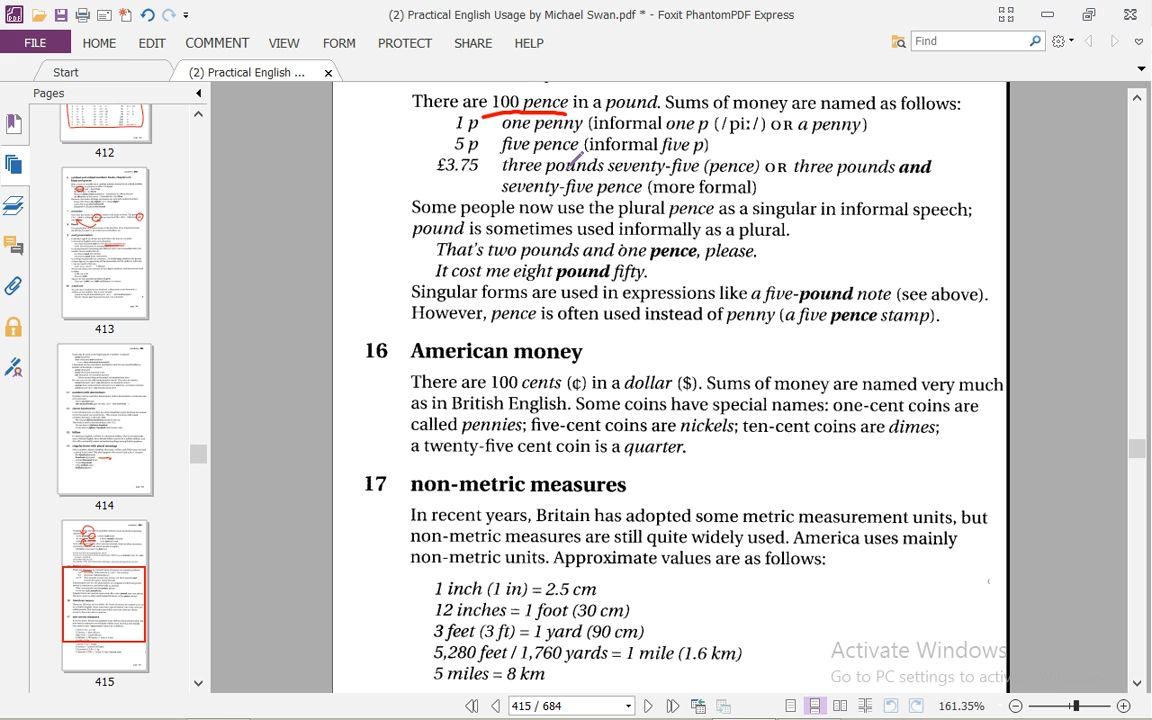 (2) Practical English Usage by Michael Swan.pdf * - Foxit PhantomPDF Express
FILE HOME EDIT COMMENT VIEW FORM PROTECT SHARE HELP
Find
Start
(2) Practical English ...
Pages
412
413
414
415
There are 100 pence in a pound. Sums of money are named as follows:
1 p one penny (informal one p (/piː/) OR a penny)
5 p five pence (informal five p)
£3.75 three pounds seventy-five (pence) OR three pounds and
seventy-five pence (more formal)
Some people now use the plural pence as a singular in informal speech;
pound is sometimes used informally as a plural.
That's two pounds and one pence, please.
It cost me eight pound fifty.
Singular forms are used in expressions like a five-pound note (see above).
However, pence is often used instead of penny (a five pence stamp).
16 American money
There are 100 cents (¢) in a dollar ($). Sums of money are named very much
as in British English. Some coins have special names: one-cent coins are
called pennies; five-cent coins are nickels; ten-cent coins are dimes;
a twenty-five cent coin is a quarter.
17 non-metric measures
In recent years, Britain has adopted some metric measurement units, but
non-metric measures are still quite widely used. America uses mainly
non-metric units. Approximate values are as follows:
1 inch (1 in) = 2.5 cm
12 inches = 1 foot (30 cm)
3 feet (3 ft) = 1 yard (90 cm)
5,280 feet / 1,760 yards = 1 mile (1.6 km)
5 miles = 8 km
Activate Windows
Go to PC settings to acti
415 / 684
161.35%